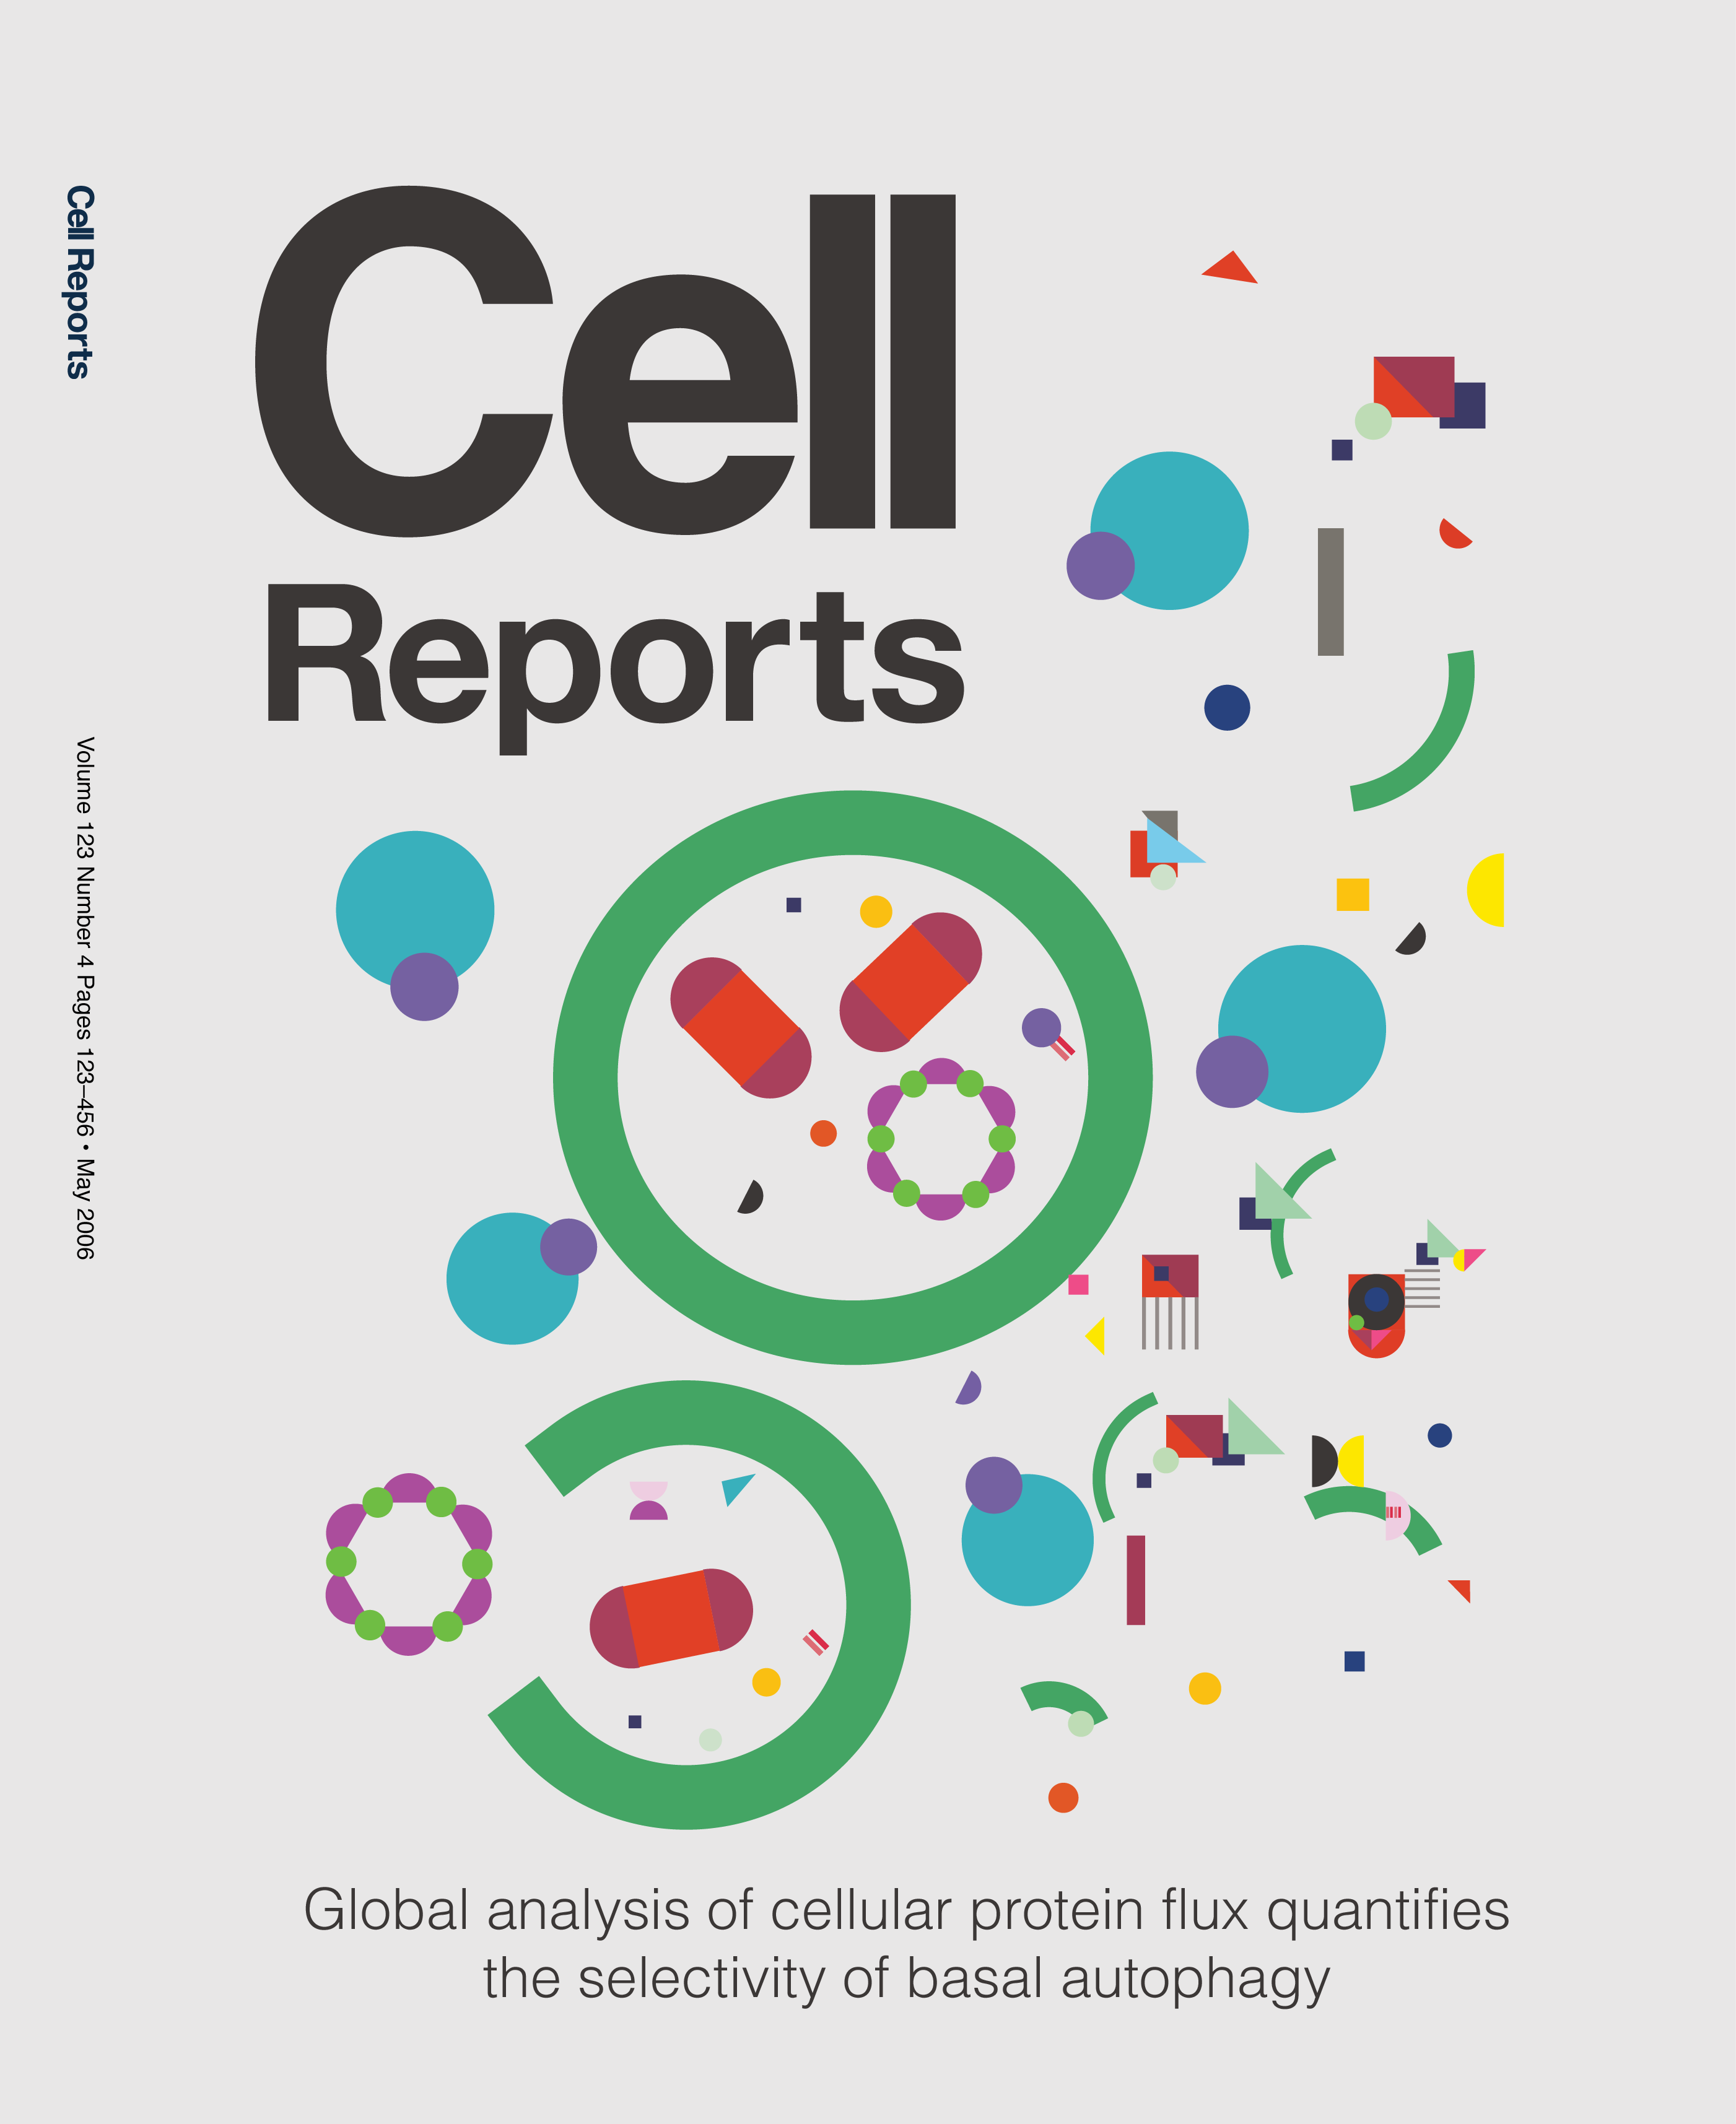 Cell Reports
Volume 123 Number 4 Pages 123–456 • May 2006
Cell
Reports
Global analysis of cellular protein flux quantifies
the selectivity of basal autophagy